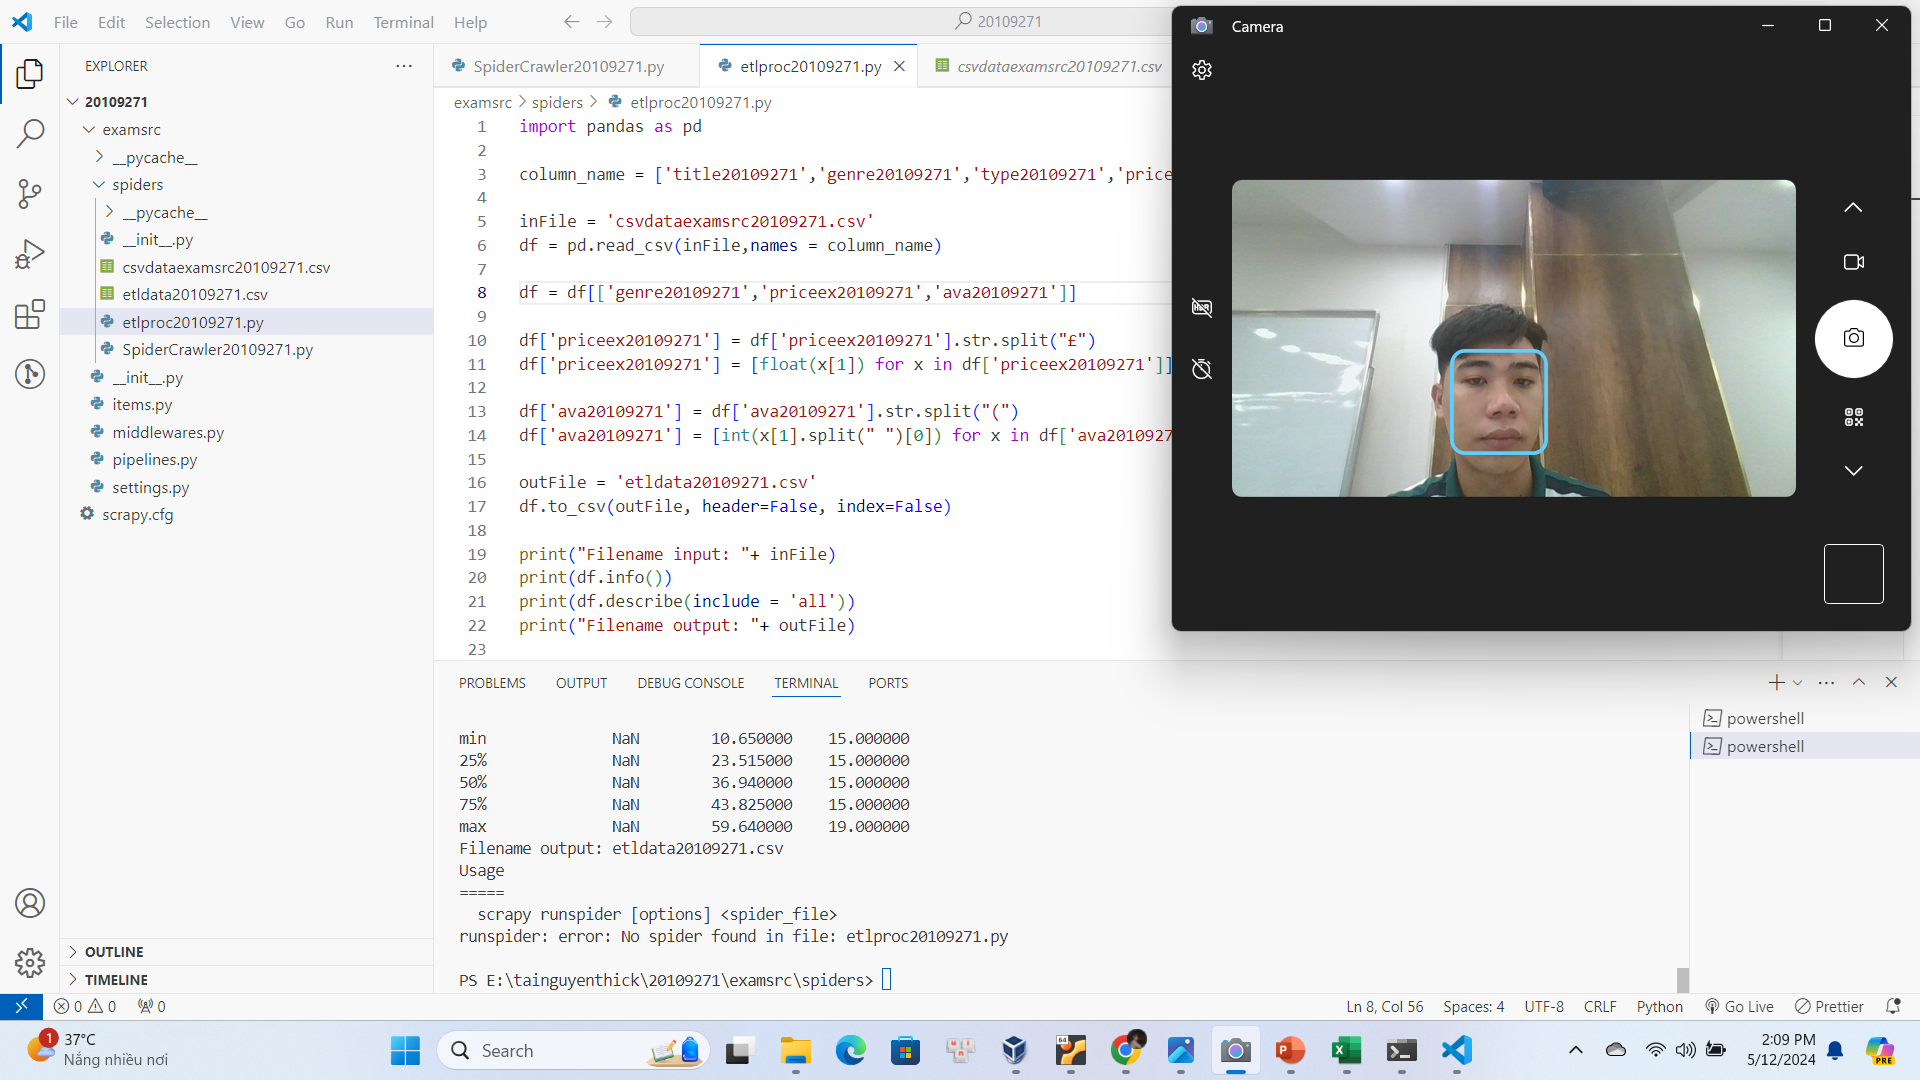 File Edit Selection View Go Run Terminal Help
20109271
Camera
EXPLORER
20109271
examsrc
__pycache__
spiders
__pycache__
__init__.py
csvdataexamsrc20109271.csv
etldata20109271.csv
etlproc20109271.py
SpiderCrawler20109271.py
__init__.py
items.py
middlewares.py
pipelines.py
settings.py
scrapy.cfg
OUTLINE
TIMELINE
SpiderCrawler20109271.py etlproc20109271.py csvdataexamsrc20109271.csv
examsrc > spiders > etlproc20109271.py
1 import pandas as pd
2
3 column_name = ['title20109271','genre20109271','type20109271','price
4
5 inFile = 'csvdataexamsrc20109271.csv'
6 df = pd.read_csv(inFile,names = column_name)
7
8 df = df[['genre20109271','priceex20109271','ava20109271']]
9
10 df['priceex20109271'] = df['priceex20109271'].str.split("£")
11 df['priceex20109271'] = [float(x[1]) for x in df['priceex20109271']]
12
13 df['ava20109271'] = df['ava20109271'].str.split("(")
14 df['ava20109271'] = [int(x[1].split(" ")[0]) for x in df['ava2010927
15
16 outFile = 'etldata20109271.csv'
17 df.to_csv(outFile, header=False, index=False)
18
19 print("Filename input: "+ inFile)
20 print(df.info())
21 print(df.describe(include = 'all'))
22 print("Filename output: "+ outFile)
23
PROBLEMS OUTPUT DEBUG CONSOLE TERMINAL PORTS
min NaN 10.650000 15.000000
25% NaN 23.515000 15.000000
50% NaN 36.940000 15.000000
75% NaN 43.825000 15.000000
max NaN 59.640000 19.000000
Filename output: etldata20109271.csv
Usage
=====
scrapy runspider [options] <spider_file>
runspider: error: No spider found in file: etlproc20109271.py
PS E:\tainguyenthick\20109271\examsrc\spiders>
powershell
powershell
0 0 0
Ln 8, Col 56 Spaces: 4 UTF-8 CRLF Python Go Live Prettier
1
37°C
Nắng nhiều nơi
Search
64
2:09 PM
5/12/2024
PRE